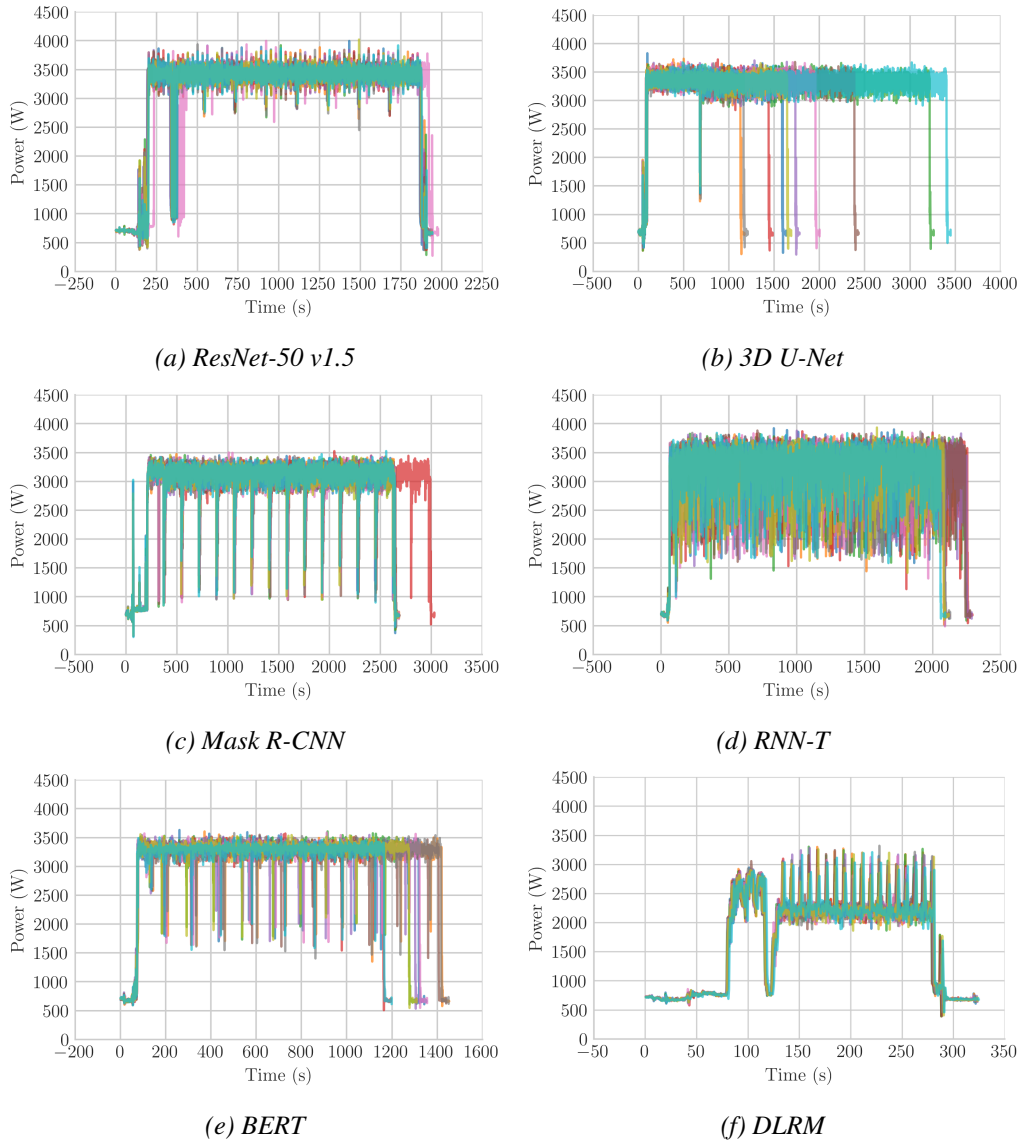 4500
4000
3500
3000
2500
2000
1500
1000
500
0
Power (W)
−250 0 250 500 750 1000 1250 1500 1750 2000 2250
Time (s)
(a) ResNet-50 v1.5
4500
4000
3500
3000
2500
2000
1500
1000
500
0
Power (W)
−500 0 500 1000 1500 2000 2500 3000 3500 4000
Time (s)
(b) 3D U-Net
4500
4000
3500
3000
2500
2000
1500
1000
500
0
Power (W)
−500 0 500 1000 1500 2000 2500 3000 3500
Time (s)
(c) Mask R-CNN
4500
4000
3500
3000
2500
2000
1500
1000
500
0
Power (W)
−500 0 500 1000 1500 2000 2500
Time (s)
(d) RNN-T
4500
4000
3500
3000
2500
2000
1500
1000
500
0
Power (W)
−200 0 200 400 600 800 1000 1200 1400 1600
Time (s)
(e) BERT
4500
4000
3500
3000
2500
2000
1500
1000
500
0
Power (W)
−50 0 50 100 150 200 250 300 350
Time (s)
(f) DLRM